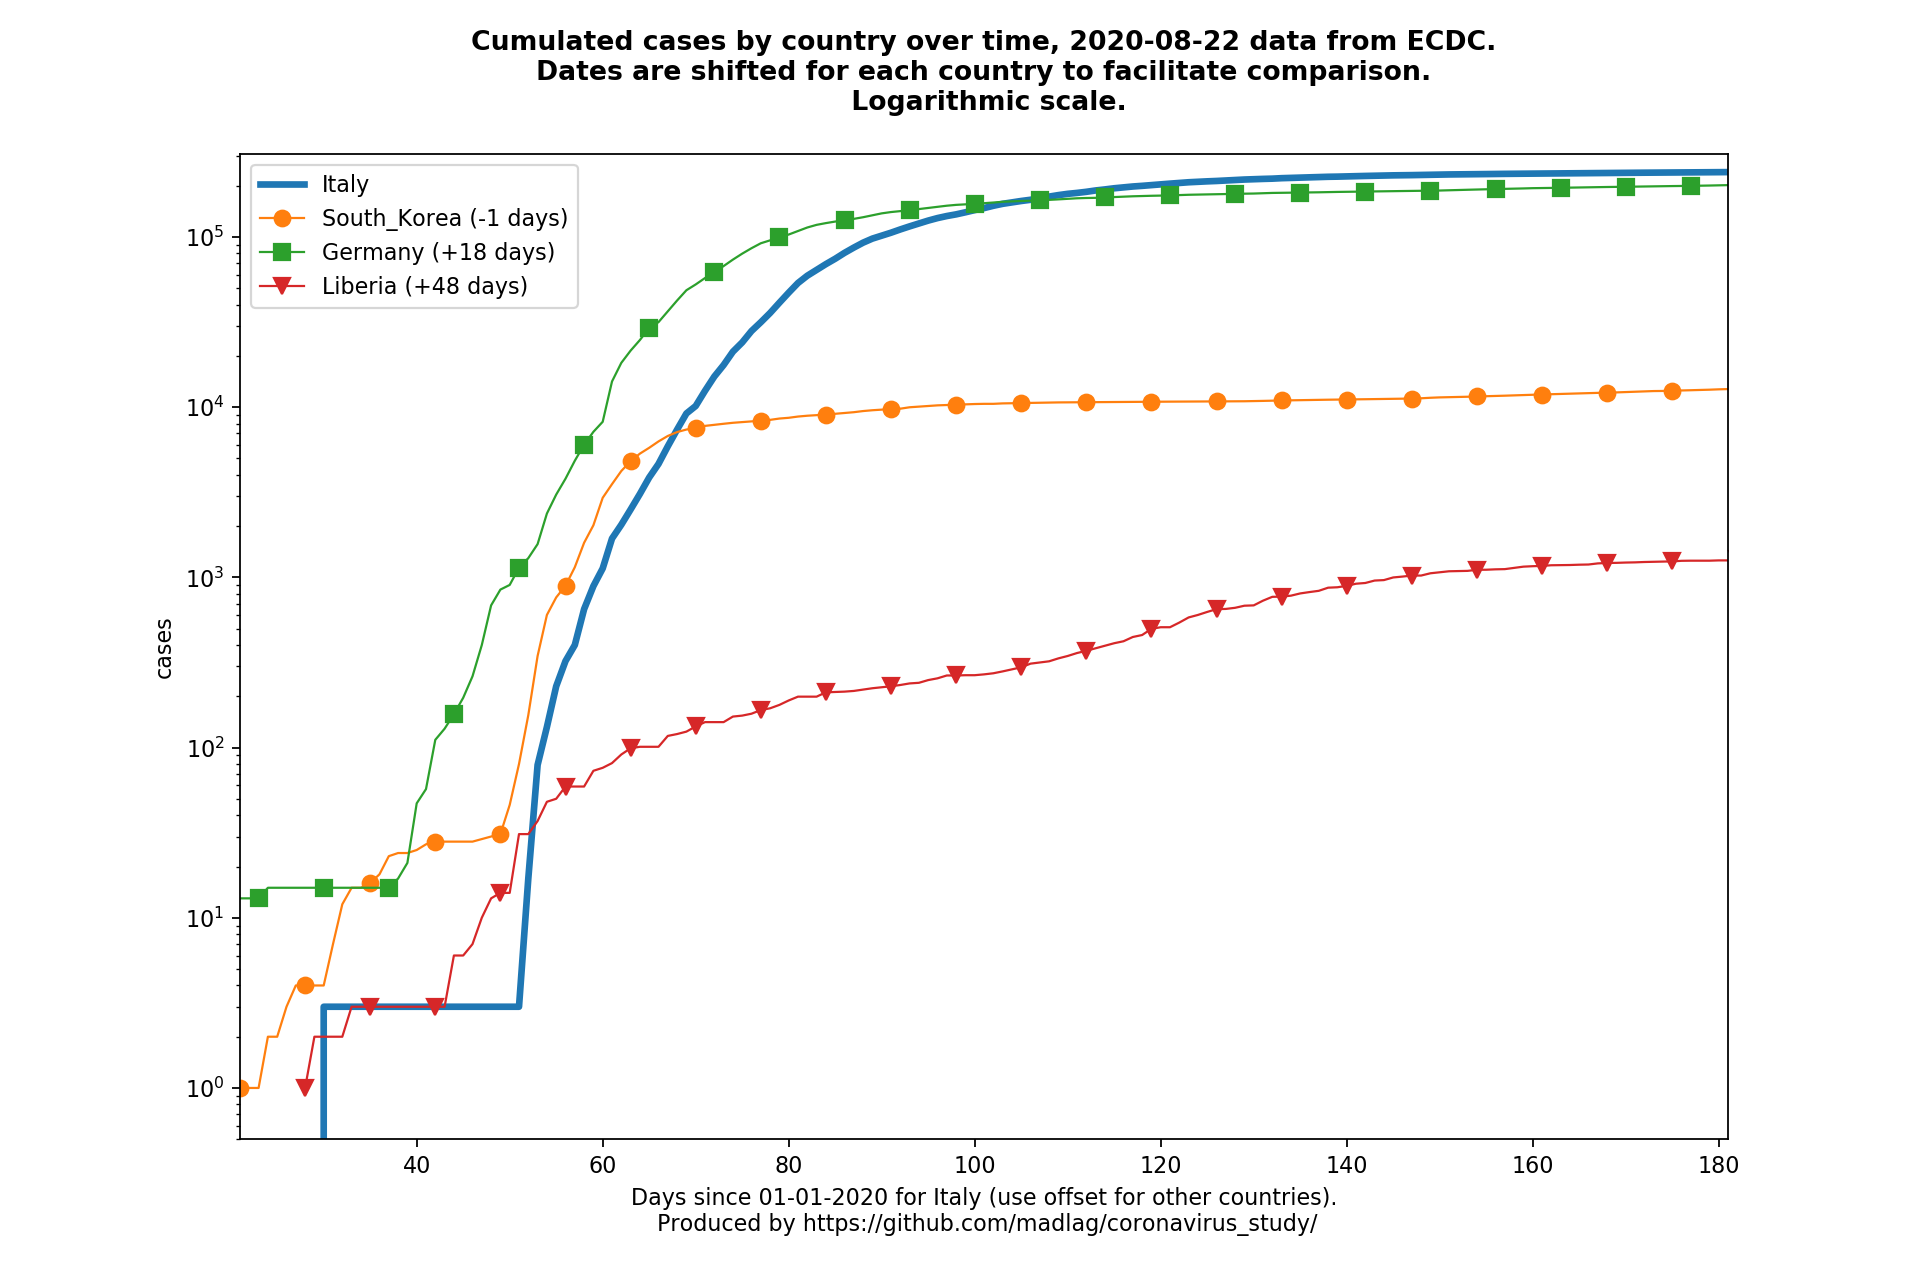 Cumulated cases by country over time, 2020-08-22 data from ECDC.
Dates are shifted for each country to facilitate comparison.
Logarithmic scale.
Italy
South_Korea (-1 days)
Germany (+18 days)
Liberia (+48 days)
cases
10^5
10^4
10^3
10^2
10^1
10^0
40 60 80 100 120 140 160 180
Days since 01-01-2020 for Italy (use offset for other countries).
Produced by https://github.com/madlag/coronavirus_study/